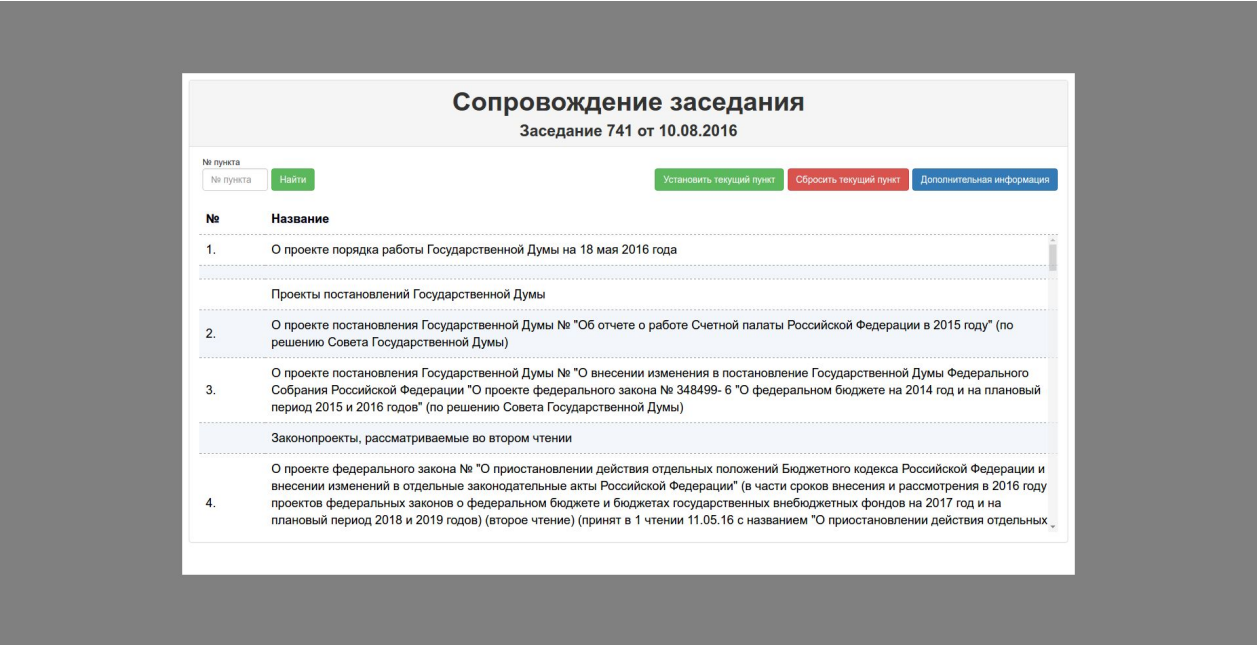 Сопровождение заседания
Заседание 741 от 10.08.2016
№ пункта
№ пункта
Найти
Установить текущий пункт
Сбросить текущий пункт
Дополнительная информация
№ Название
1. О проекте порядка работы Государственной Думы на 18 мая 2016 года
Проекты постановлений Государственной Думы
2. О проекте постановления Государственной Думы № "Об отчете о работе Счетной палаты Российской Федерации в 2015 году" (по
решению Совета Государственной Думы)
3. О проекте постановления Государственной Думы № "О внесении изменения в постановление Государственной Думы Федерального
Собрания Российской Федерации "О проекте федерального закона № 348499- 6 "О федеральном бюджете на 2014 год и на плановый
период 2015 и 2016 годов" (по решению Совета Государственной Думы)
Законопроекты, рассматриваемые во втором чтении
4. О проекте федерального закона № "О приостановлении действия отдельных положений Бюджетного кодекса Российской Федерации и
внесении изменений в отдельные законодательные акты Российской Федерации" (в части сроков внесения и рассмотрения в 2016 году
проектов федеральных законов о федеральном бюджете и бюджетах государственных внебюджетных фондов на 2017 год и на
плановый период 2018 и 2019 годов) (второе чтение) (принят в 1 чтении 11.05.16 с названием "О приостановлении действия отдельных